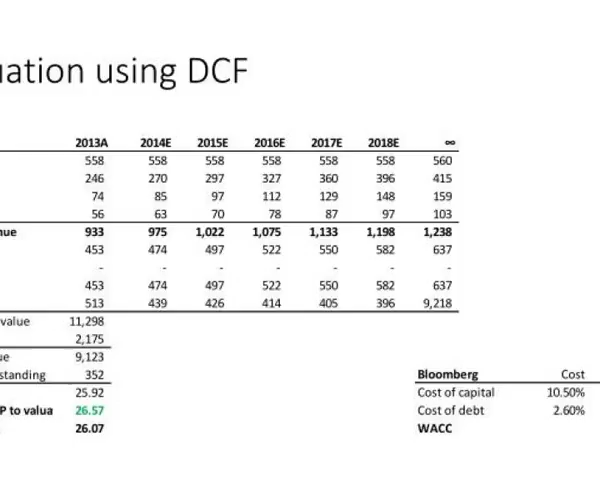 uation using DCF
2013A 2014E 2015E 2016E 2017E 2018E ∞
558 558 558 558 558 558 560
246 270 297 327 360 396 415
74 85 97 112 129 148 159
56 63 70 78 87 97 103
nue 933 975 1,022 1,075 1,133 1,198 1,238
453 474 497 522 550 582 637
- - - - - - -
453 474 497 522 550 582 637
513 439 426 414 405 396 9,218
value 11,298
2,175
ue 9,123
standing 352 Bloomberg Cost
25.92 Cost of capital 10.50%
P to valua 26.57 Cost of debt 2.60%
26.07 WACC